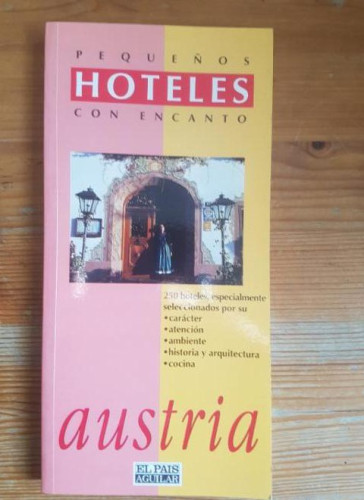 PEQUEÑOS
HOTELES
CON ENCANTO
250 hoteles, especialmente
seleccionados por su
•carácter
•atención
•ambiente
•historia y arquitectura
•cocina
austria
EL PAIS
AGUILAR